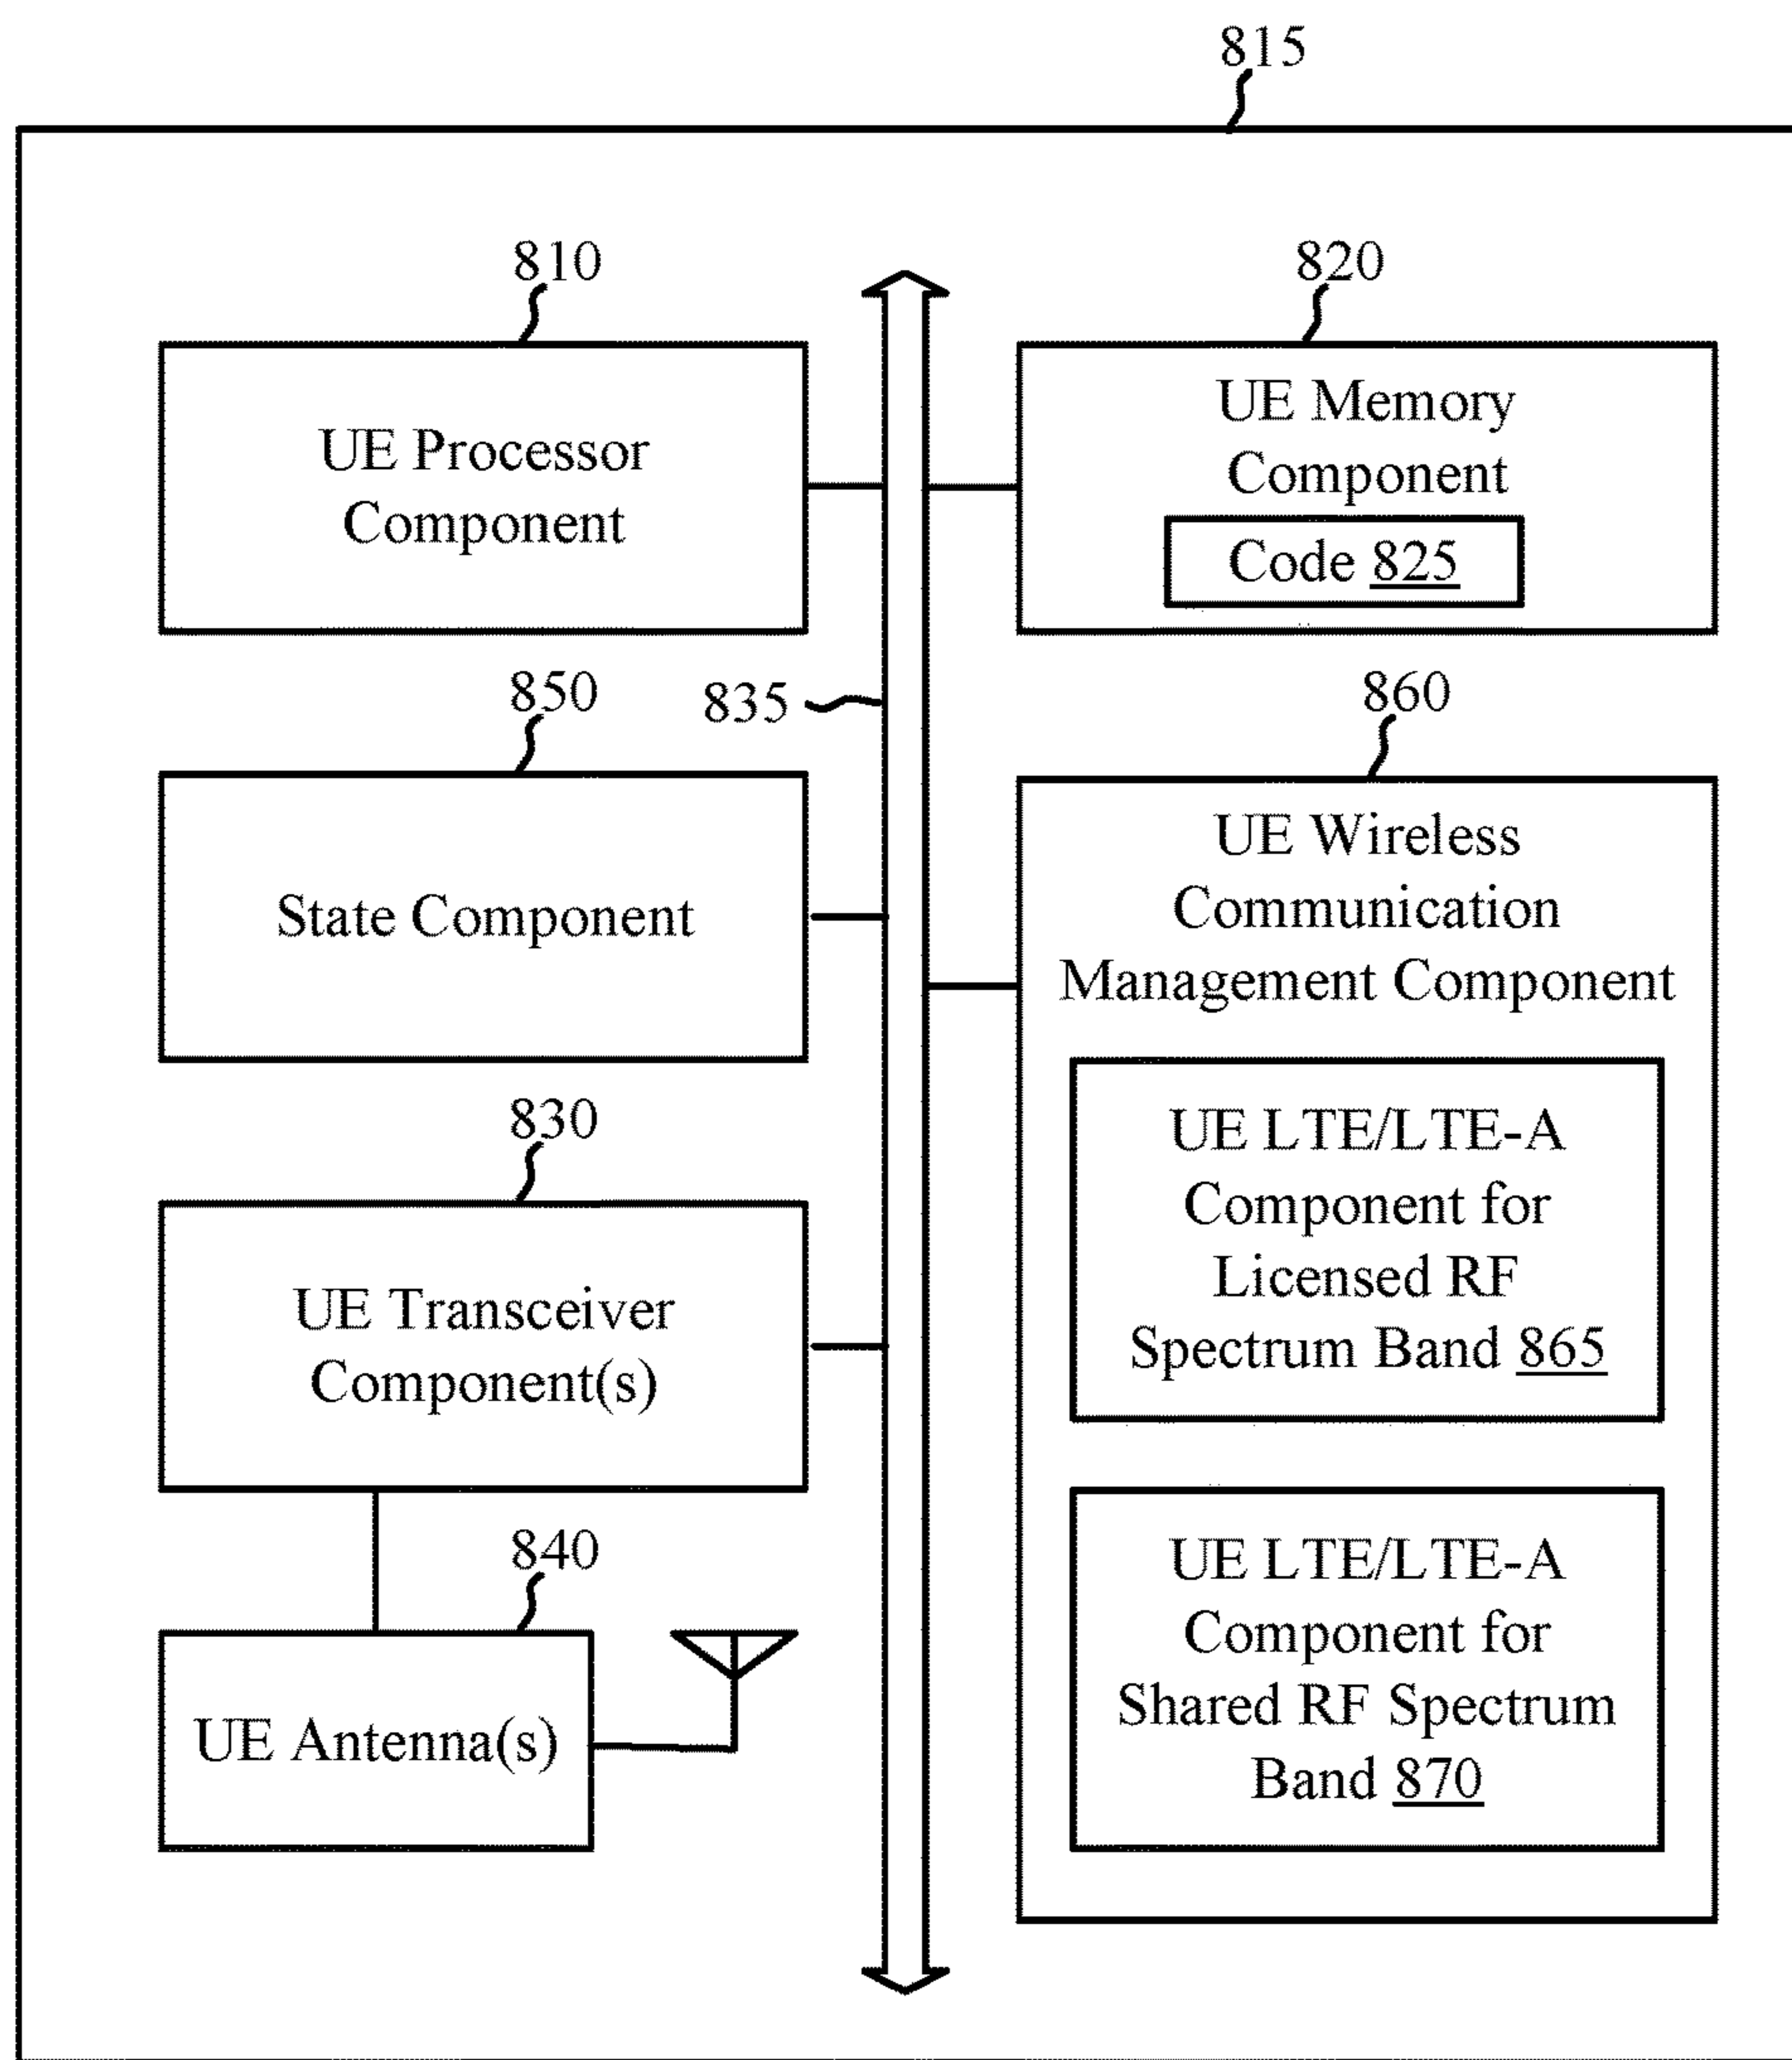 815
810
UE Processor
Component
820
UE Memory
Component
Code 825
850
State Component
835
860
UE Wireless
Communication
Management Component
UE LTE/LTE-A
Component for
Licensed RF
Spectrum Band 865
UE LTE/LTE-A
Component for
Shared RF Spectrum
Band 870
830
UE Transceiver
Component(s)
840
UE Antenna(s)